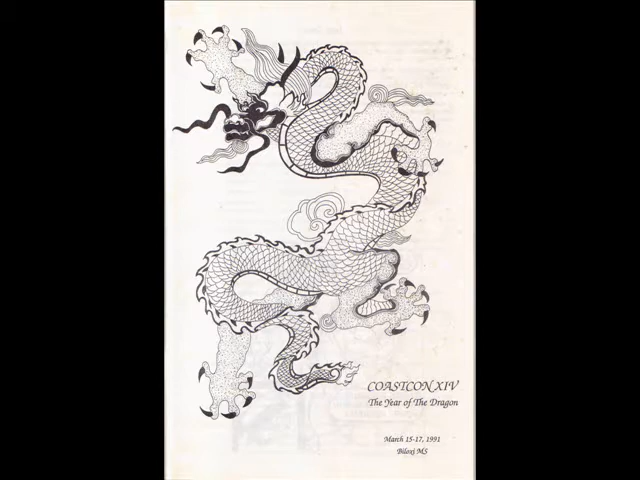 COASTCON XIV
The Year of The Dragon
March 15-17, 1991
Biloxi MS